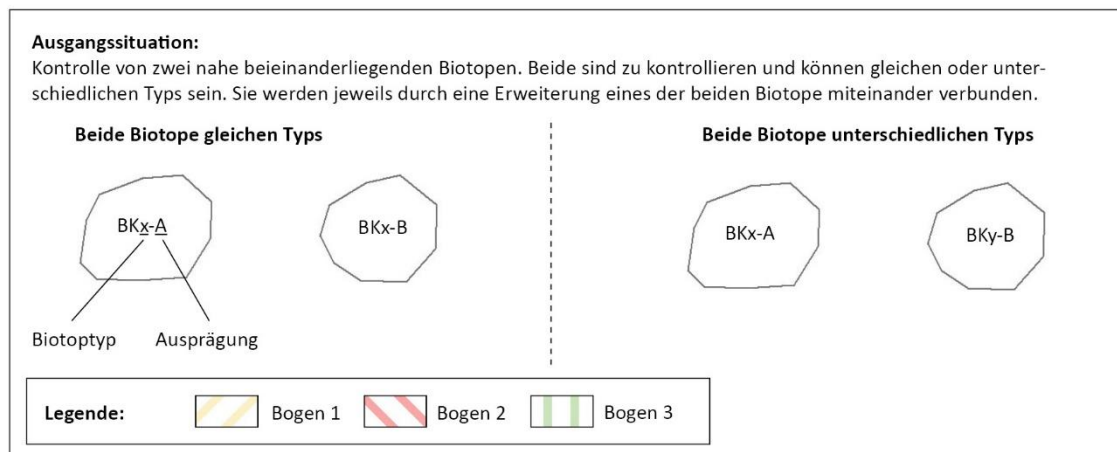 Ausgangssituation:
Kontrolle von zwei nahe beieinanderliegenden Biotopen. Beide sind zu kontrollieren und können gleichen oder unter-
schiedlichen Typs sein. Sie werden jeweils durch eine Erweiterung eines der beiden Biotope miteinander verbunden.
Beide Biotope gleichen Typs
Beide Biotope unterschiedlichen Typs
BKx-A
BKx-B
BKx-A
BKy-B
Biotoptyp
Ausprägung
Legende:
Bogen 1
Bogen 2
Bogen 3